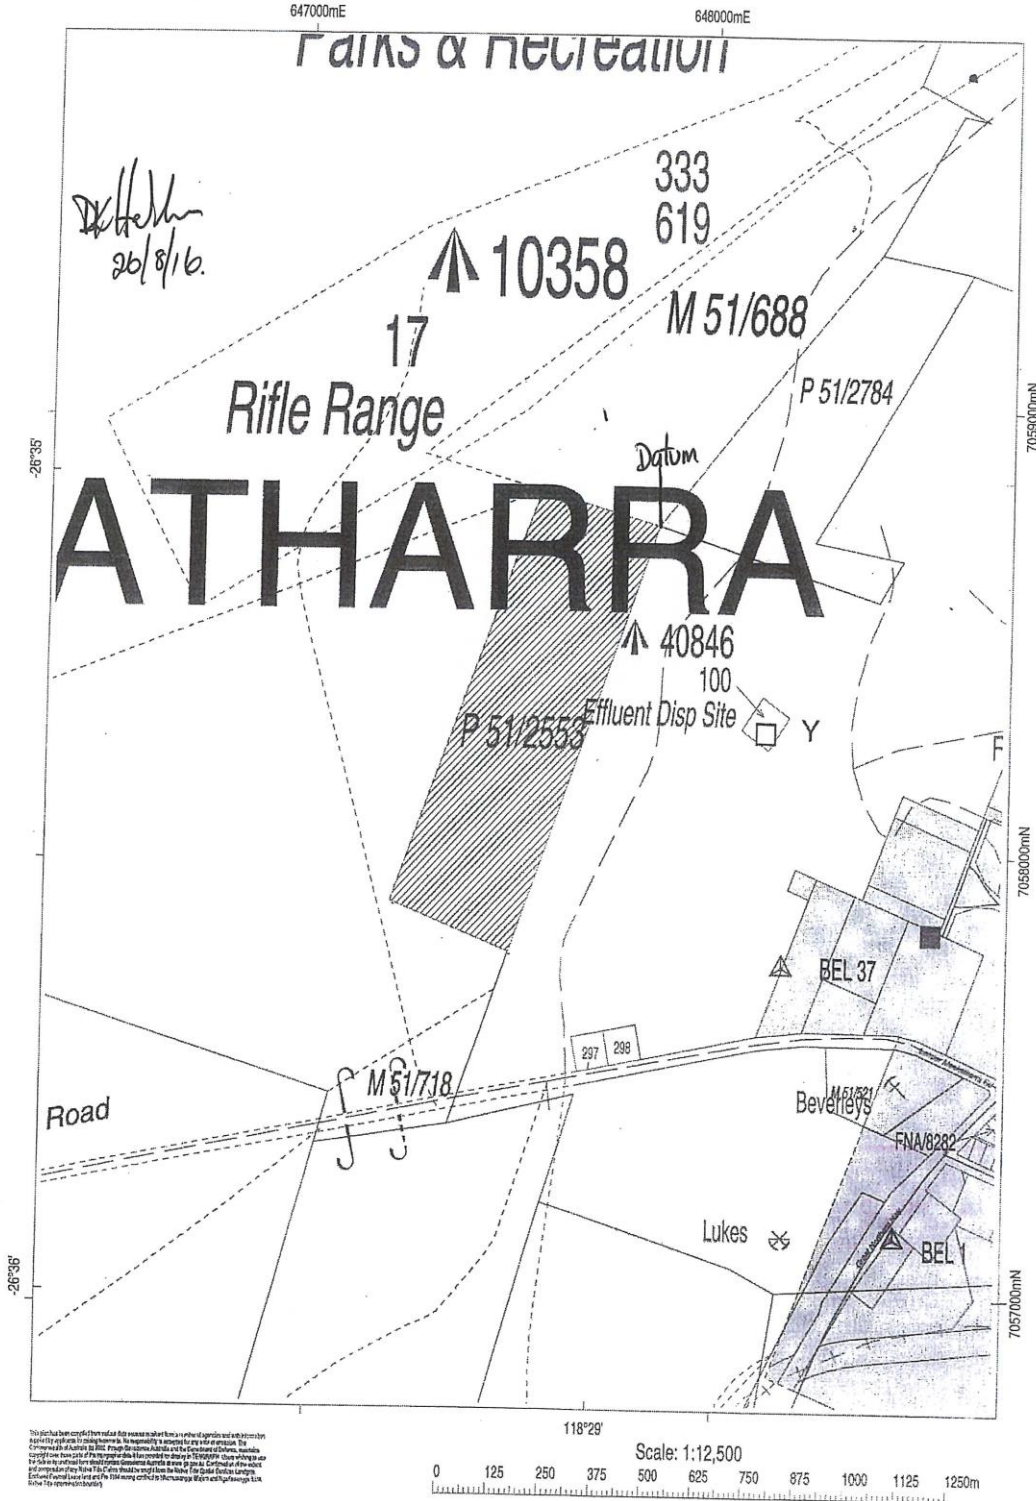 647000mE
648000mE
Parks & Recreation
333
619
26/8/16.
10358
17
M 51/688
Rifle Range
P 51/2784
7059000mN
-26°35'
Datum
ATHARRA
40846
100
Effluent Disp Site
Y
P 51/2553
F
7058000mN
BEL 37
297
298
M 51/718
Road
Beverleys
M 51/521
FNA/8282
Lukes
BEL 1
-26°36'
7057000mN
118°29'
Scale: 1:12,500
0 125 250 375 500 625 750 875 1000 1125 1250m